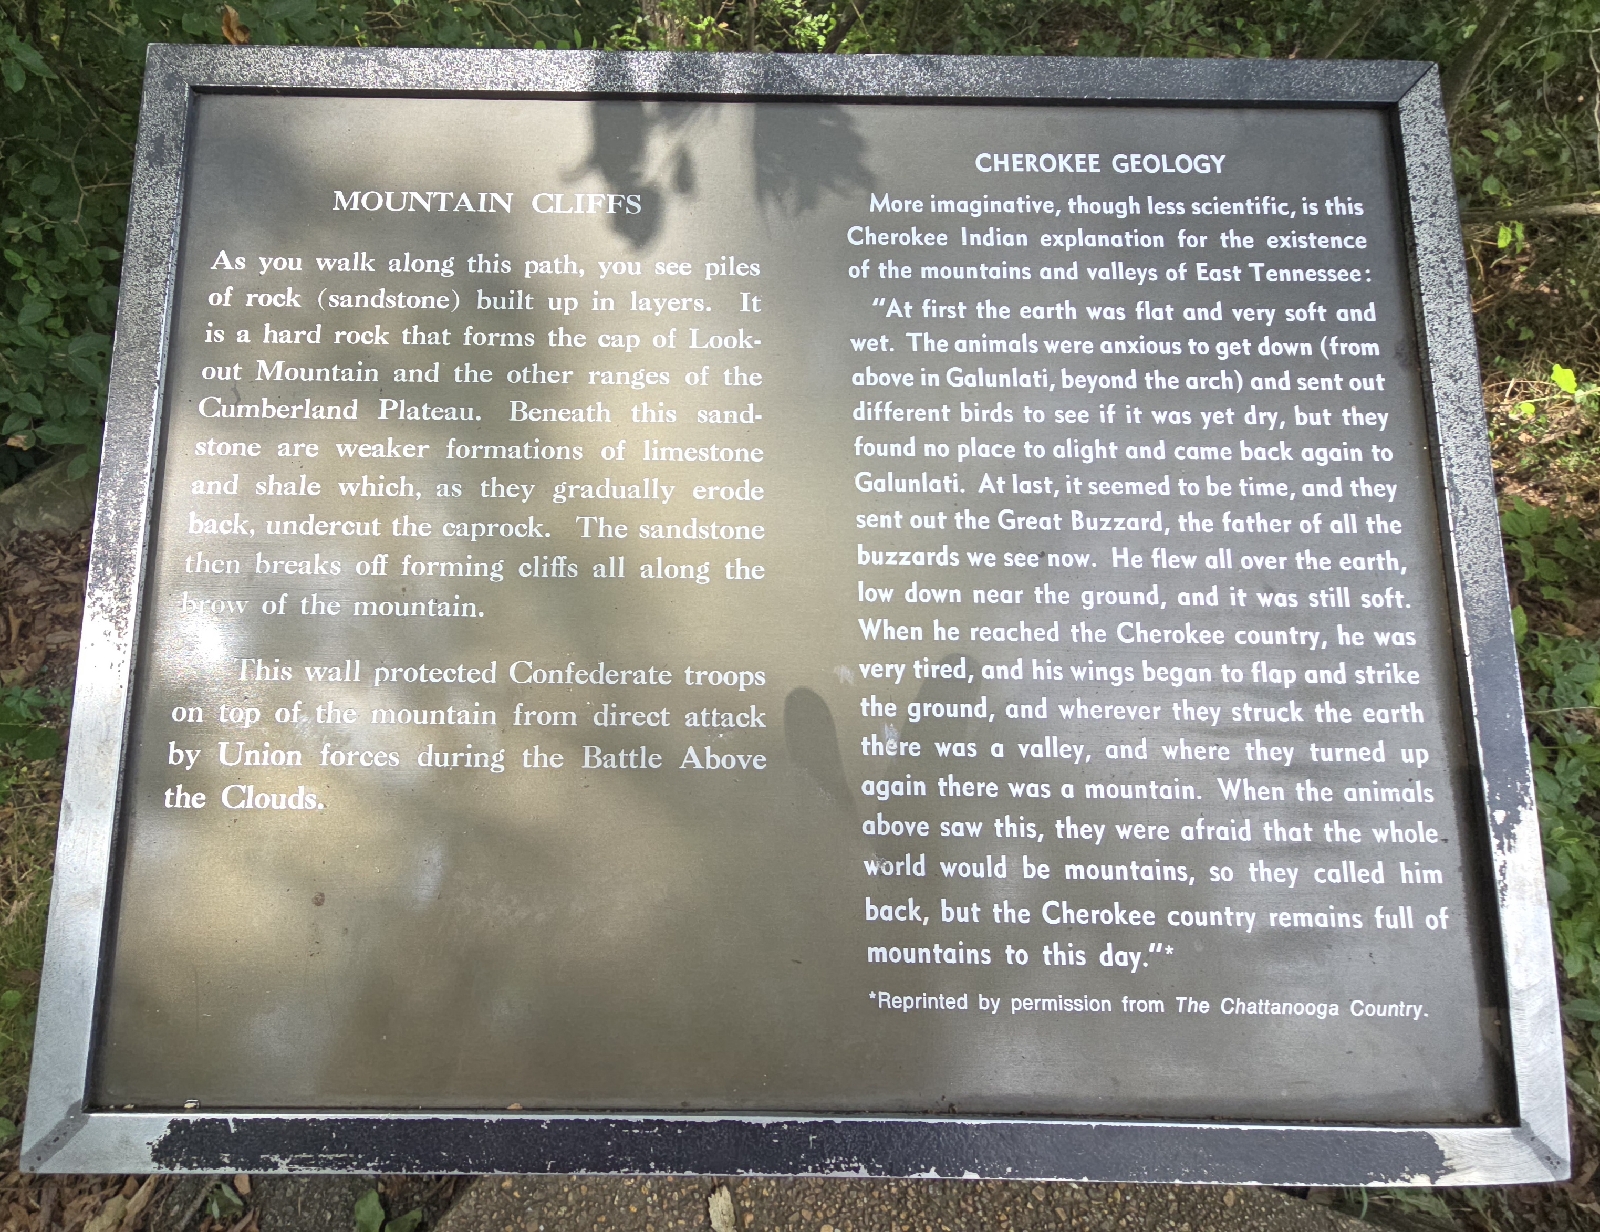 MOUNTAIN CLIFFS
As you walk along this path, you see piles
of rock (sandstone) built up in layers. It
is a hard rock that forms the cap of Look-
out Mountain and the other ranges of the
Cumberland Plateau. Beneath this sand-
stone are weaker formations of limestone
and shale which, as they gradually erode
back, undercut the caprock. The sandstone
then breaks off forming cliffs all along the
brow of the mountain.
This wall protected Confederate troops
on top of the mountain from direct attack
by Union forces during the Battle Above
the Clouds.
CHEROKEE GEOLOGY
More imaginative, though less scientific, is this
Cherokee Indian explanation for the existence
of the mountains and valleys of East Tennessee:
"At first the earth was flat and very soft and
wet. The animals were anxious to get down (from
above in Galunlati, beyond the arch) and sent out
different birds to see if it was yet dry, but they
found no place to alight and came back again to
Galunlati. At last, it seemed to be time, and they
sent out the Great Buzzard, the father of all the
buzzards we see now. He flew all over the earth,
low down near the ground, and it was still soft.
When he reached the Cherokee country, he was
very tired, and his wings began to flap and strike
the ground, and wherever they struck the earth
there was a valley, and where they turned up
again there was a mountain. When the animals
above saw this, they were afraid that the whole
world would be mountains, so they called him
back, but the Cherokee country remains full of
mountains to this day."*
*Reprinted by permission from The Chattanooga Country.